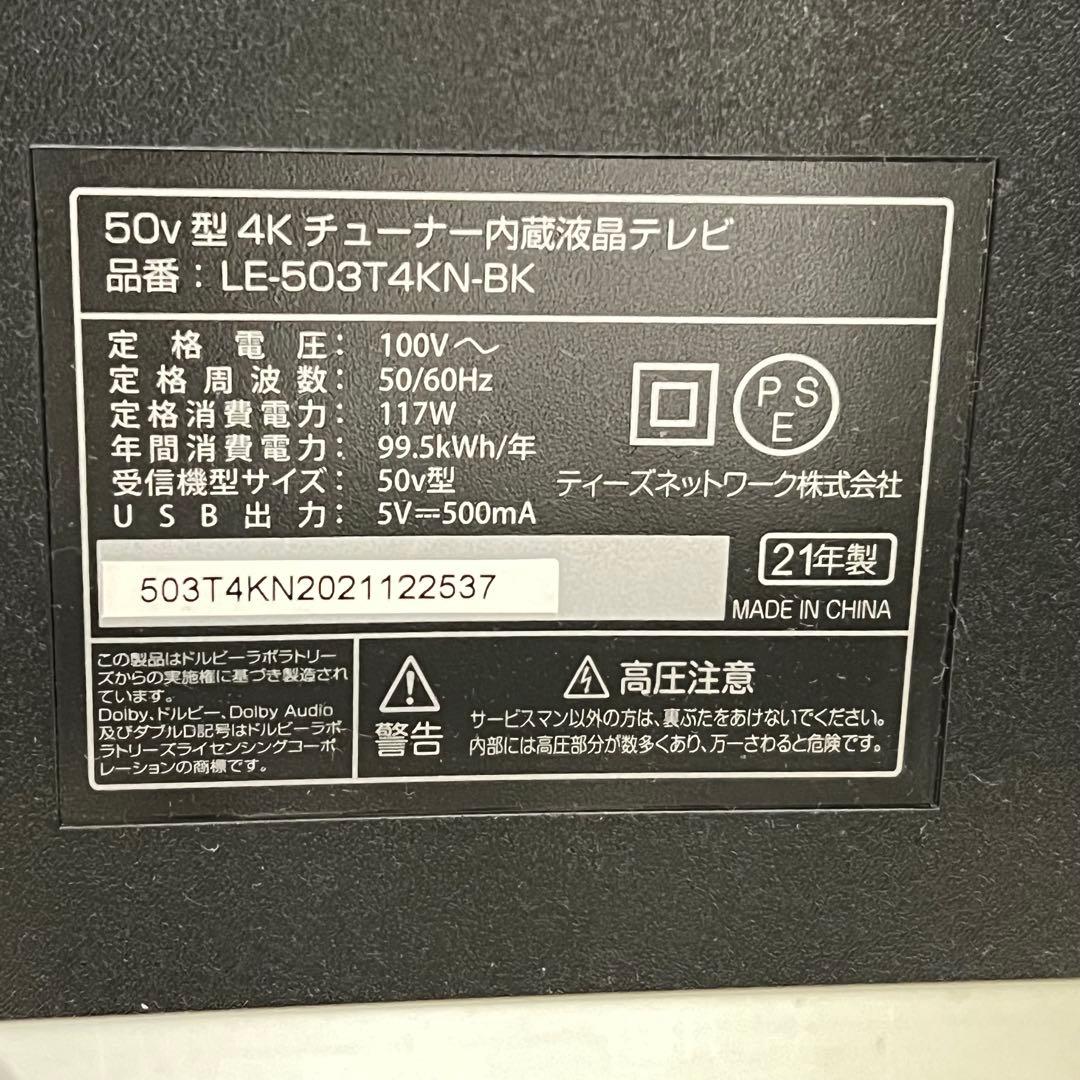 50v型 4K チューナー内蔵液晶テレビ
品番：LE-503T4KN-BK
定格電圧： 100V～
定格周波数： 50/60Hz
定格消費電力： 117W
年間消費電力： 99.5kWh/年
受信機型サイズ： 50v型
USB出力： 5V⎓500mA
PSE
ティーズネットワーク株式会社
503T4KN2021122537
21年製
MADE IN CHINA
この製品はドルビーラボラトリー
ズからの実施権に基づき製造され
ています。
Dolby、ドルビー、Dolby Audio
及びダブルD記号はドルビーラボ
ラトリーズライセンシングコーポ
レーションの商標です。
警告
高圧注意
サービスマン以外の方は、裏ぶたをあけないでください。
内部には高圧部分が数多くあり、万一さわると危険です。